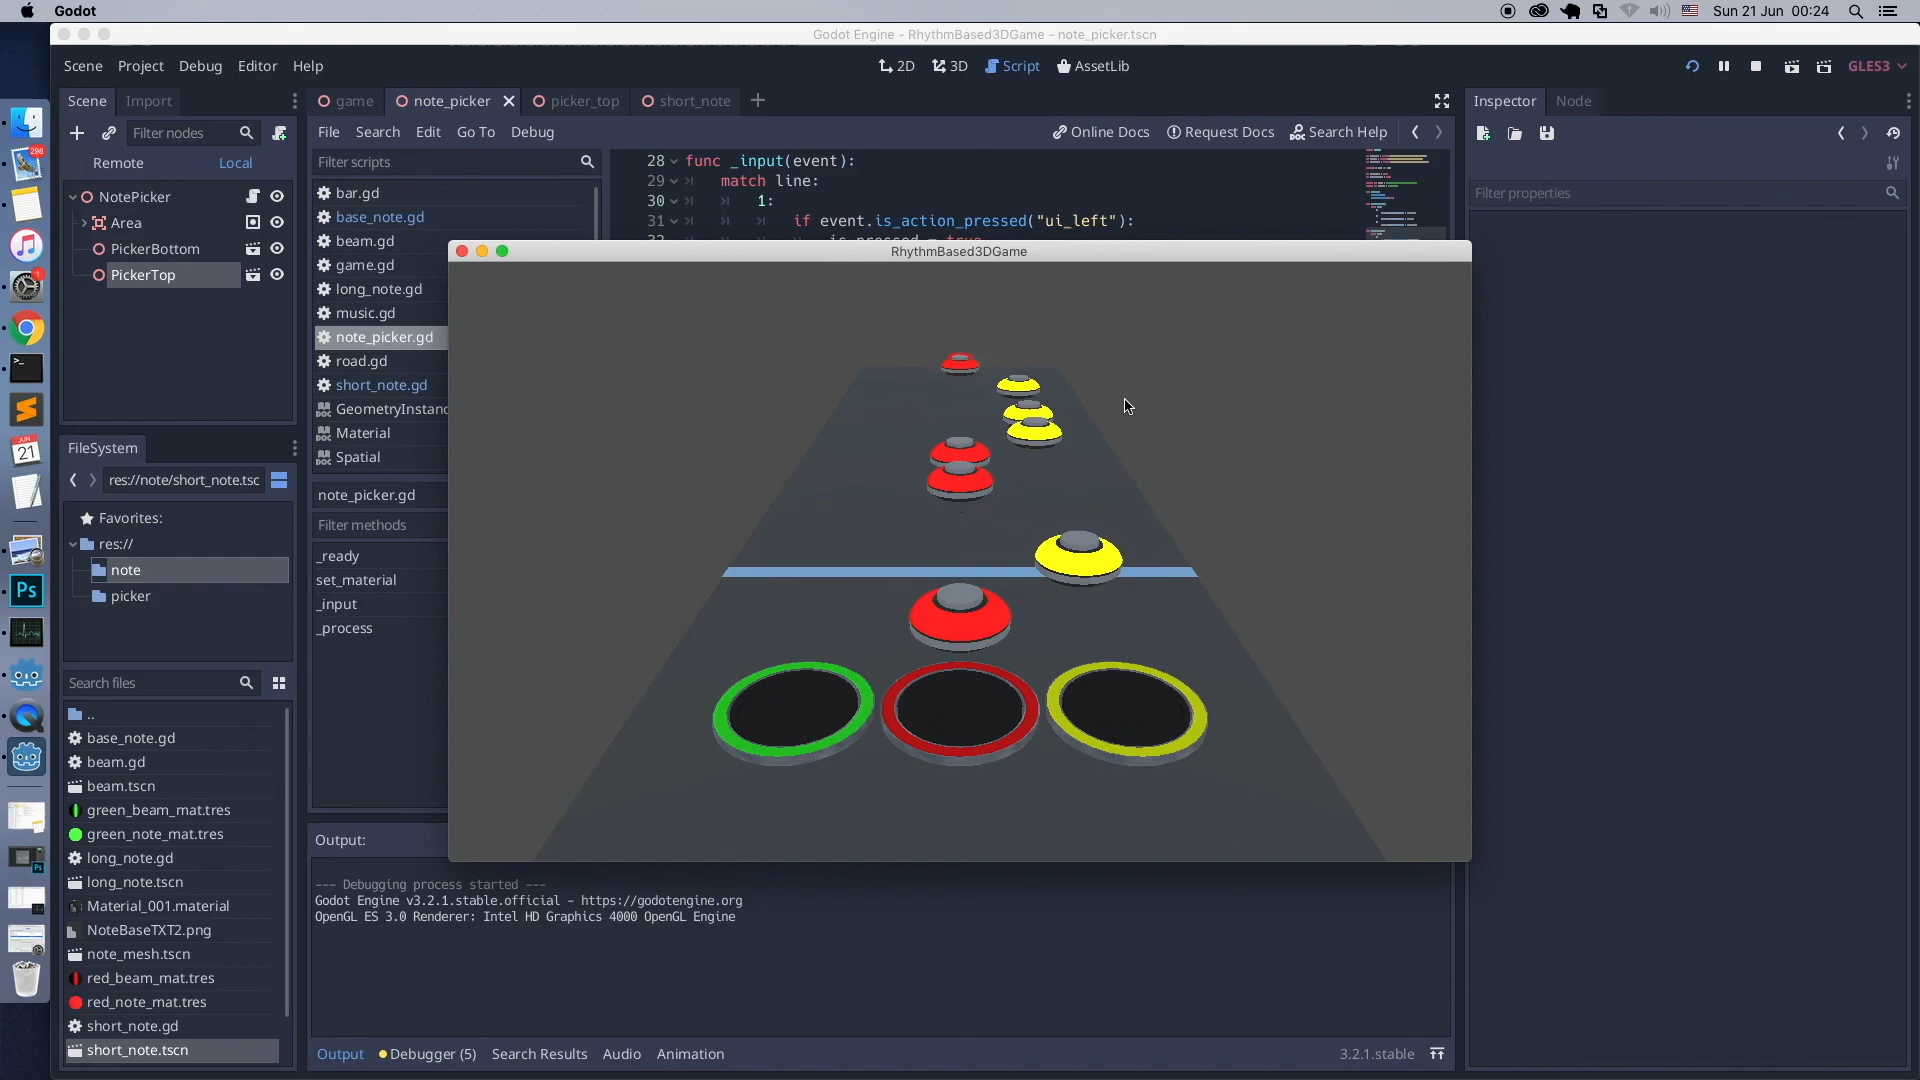 Godot
Sun 21 Jun 00:24
Godot Engine - RhythmBased3DGame - note_picker.tscn
Scene Project Debug Editor Help
2D 3D Script AssetLib
GLES3
Scene Import
game note_picker picker_top short_note
Inspector Node
Filter nodes
File Search Edit Go To Debug
Online Docs Request Docs Search Help
Remote Local
Filter scripts
Filter properties
NotePicker
Area
PickerBottom
PickerTop
bar.gd
base_note.gd
beam.gd
game.gd
long_note.gd
music.gd
note_picker.gd
road.gd
short_note.gd
GeometryInstanc
Material
Spatial
28 func _input(event):
29 match line:
30 1:
31 if event.is_action_pressed("ui_left"):
32 is_pressed = true
RhythmBased3DGame
298
1
JUN
21
Ps
FileSystem
res://note/short_note.tsc
Favorites:
res://
note
picker
note_picker.gd
Filter methods
_ready
set_material
_input
_process
Search files
..
base_note.gd
beam.gd
beam.tscn
green_beam_mat.tres
green_note_mat.tres
long_note.gd
long_note.tscn
Material_001.material
NoteBaseTXT2.png
note_mesh.tscn
red_beam_mat.tres
red_note_mat.tres
short_note.gd
short_note.tscn
Output:
--- Debugging process started ---
Godot Engine v3.2.1.stable.official - https://godotengine.org
OpenGL ES 3.0 Renderer: Intel HD Graphics 4000 OpenGL Engine
Output Debugger (5) Search Results Audio Animation
3.2.1.stable